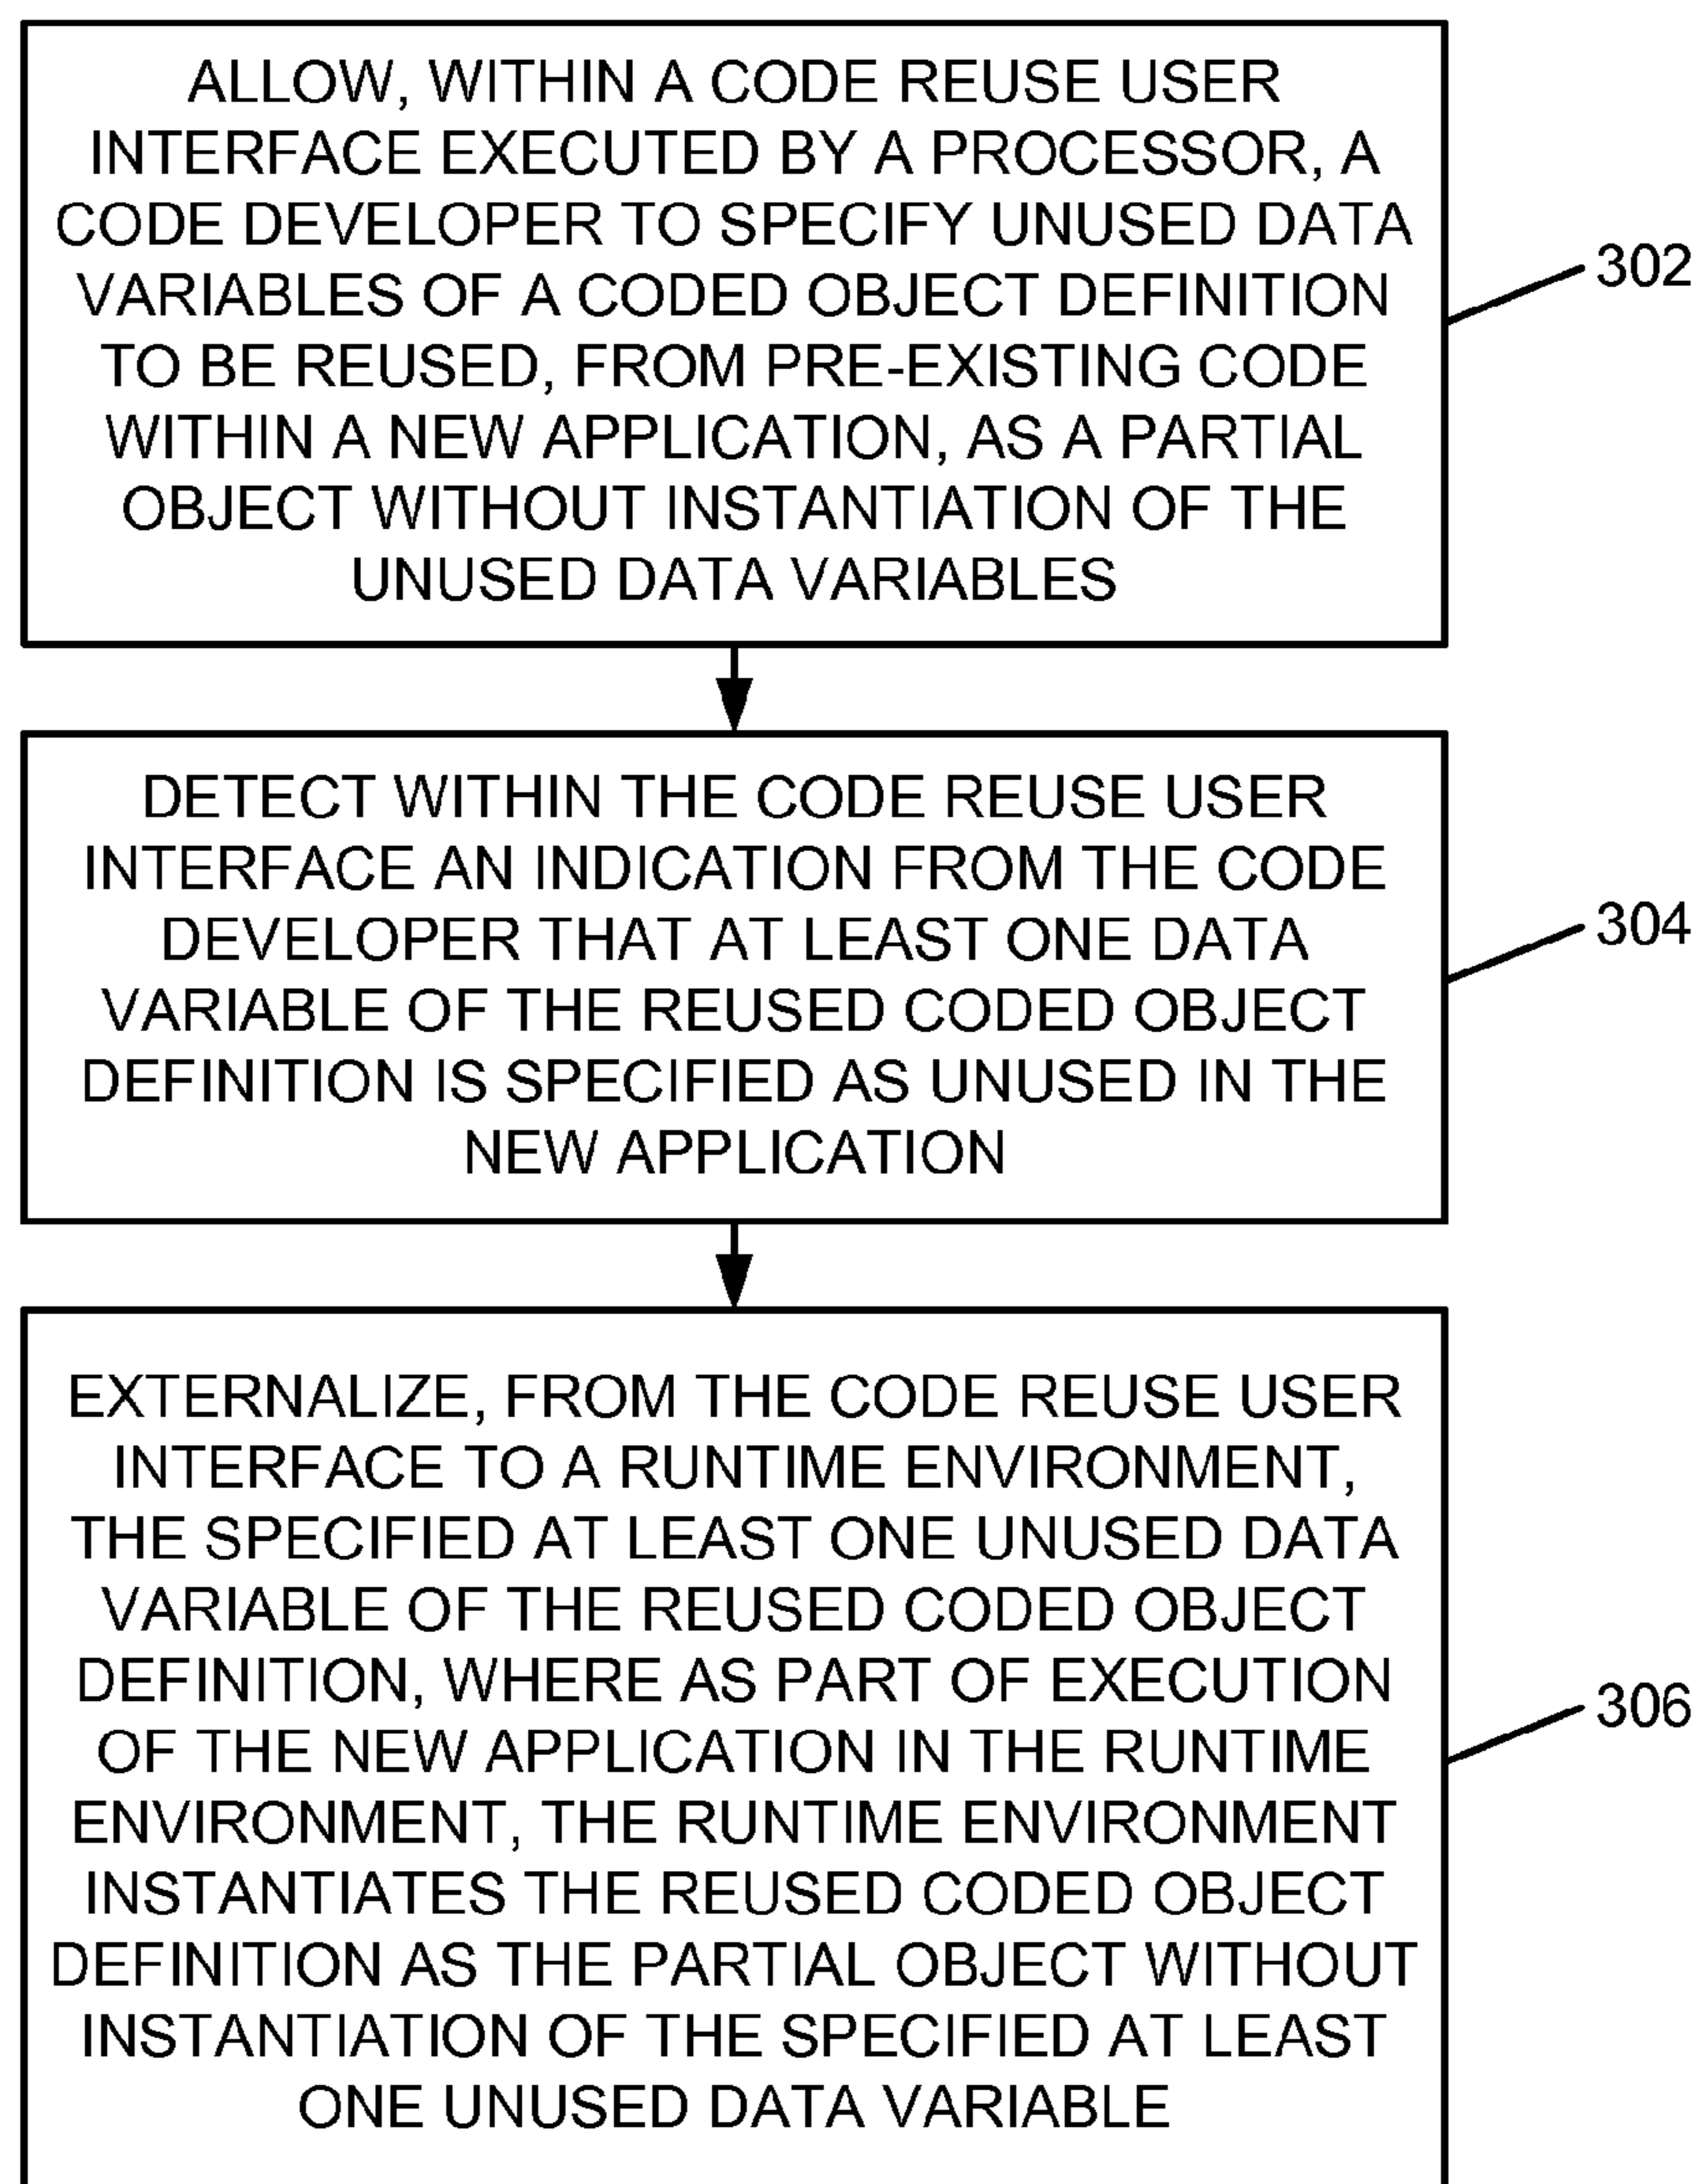 ALLOW, WITHIN A CODE REUSE USER
INTERFACE EXECUTED BY A PROCESSOR, A
CODE DEVELOPER TO SPECIFY UNUSED DATA
VARIABLES OF A CODED OBJECT DEFINITION
TO BE REUSED, FROM PRE-EXISTING CODE
WITHIN A NEW APPLICATION, AS A PARTIAL
OBJECT WITHOUT INSTANTIATION OF THE
UNUSED DATA VARIABLES
302
DETECT WITHIN THE CODE REUSE USER
INTERFACE AN INDICATION FROM THE CODE
DEVELOPER THAT AT LEAST ONE DATA
VARIABLE OF THE REUSED CODED OBJECT
DEFINITION IS SPECIFIED AS UNUSED IN THE
NEW APPLICATION
304
EXTERNALIZE, FROM THE CODE REUSE USER
INTERFACE TO A RUNTIME ENVIRONMENT,
THE SPECIFIED AT LEAST ONE UNUSED DATA
VARIABLE OF THE REUSED CODED OBJECT
DEFINITION, WHERE AS PART OF EXECUTION
OF THE NEW APPLICATION IN THE RUNTIME
ENVIRONMENT, THE RUNTIME ENVIRONMENT
INSTANTIATES THE REUSED CODED OBJECT
DEFINITION AS THE PARTIAL OBJECT WITHOUT
INSTANTIATION OF THE SPECIFIED AT LEAST
ONE UNUSED DATA VARIABLE
306